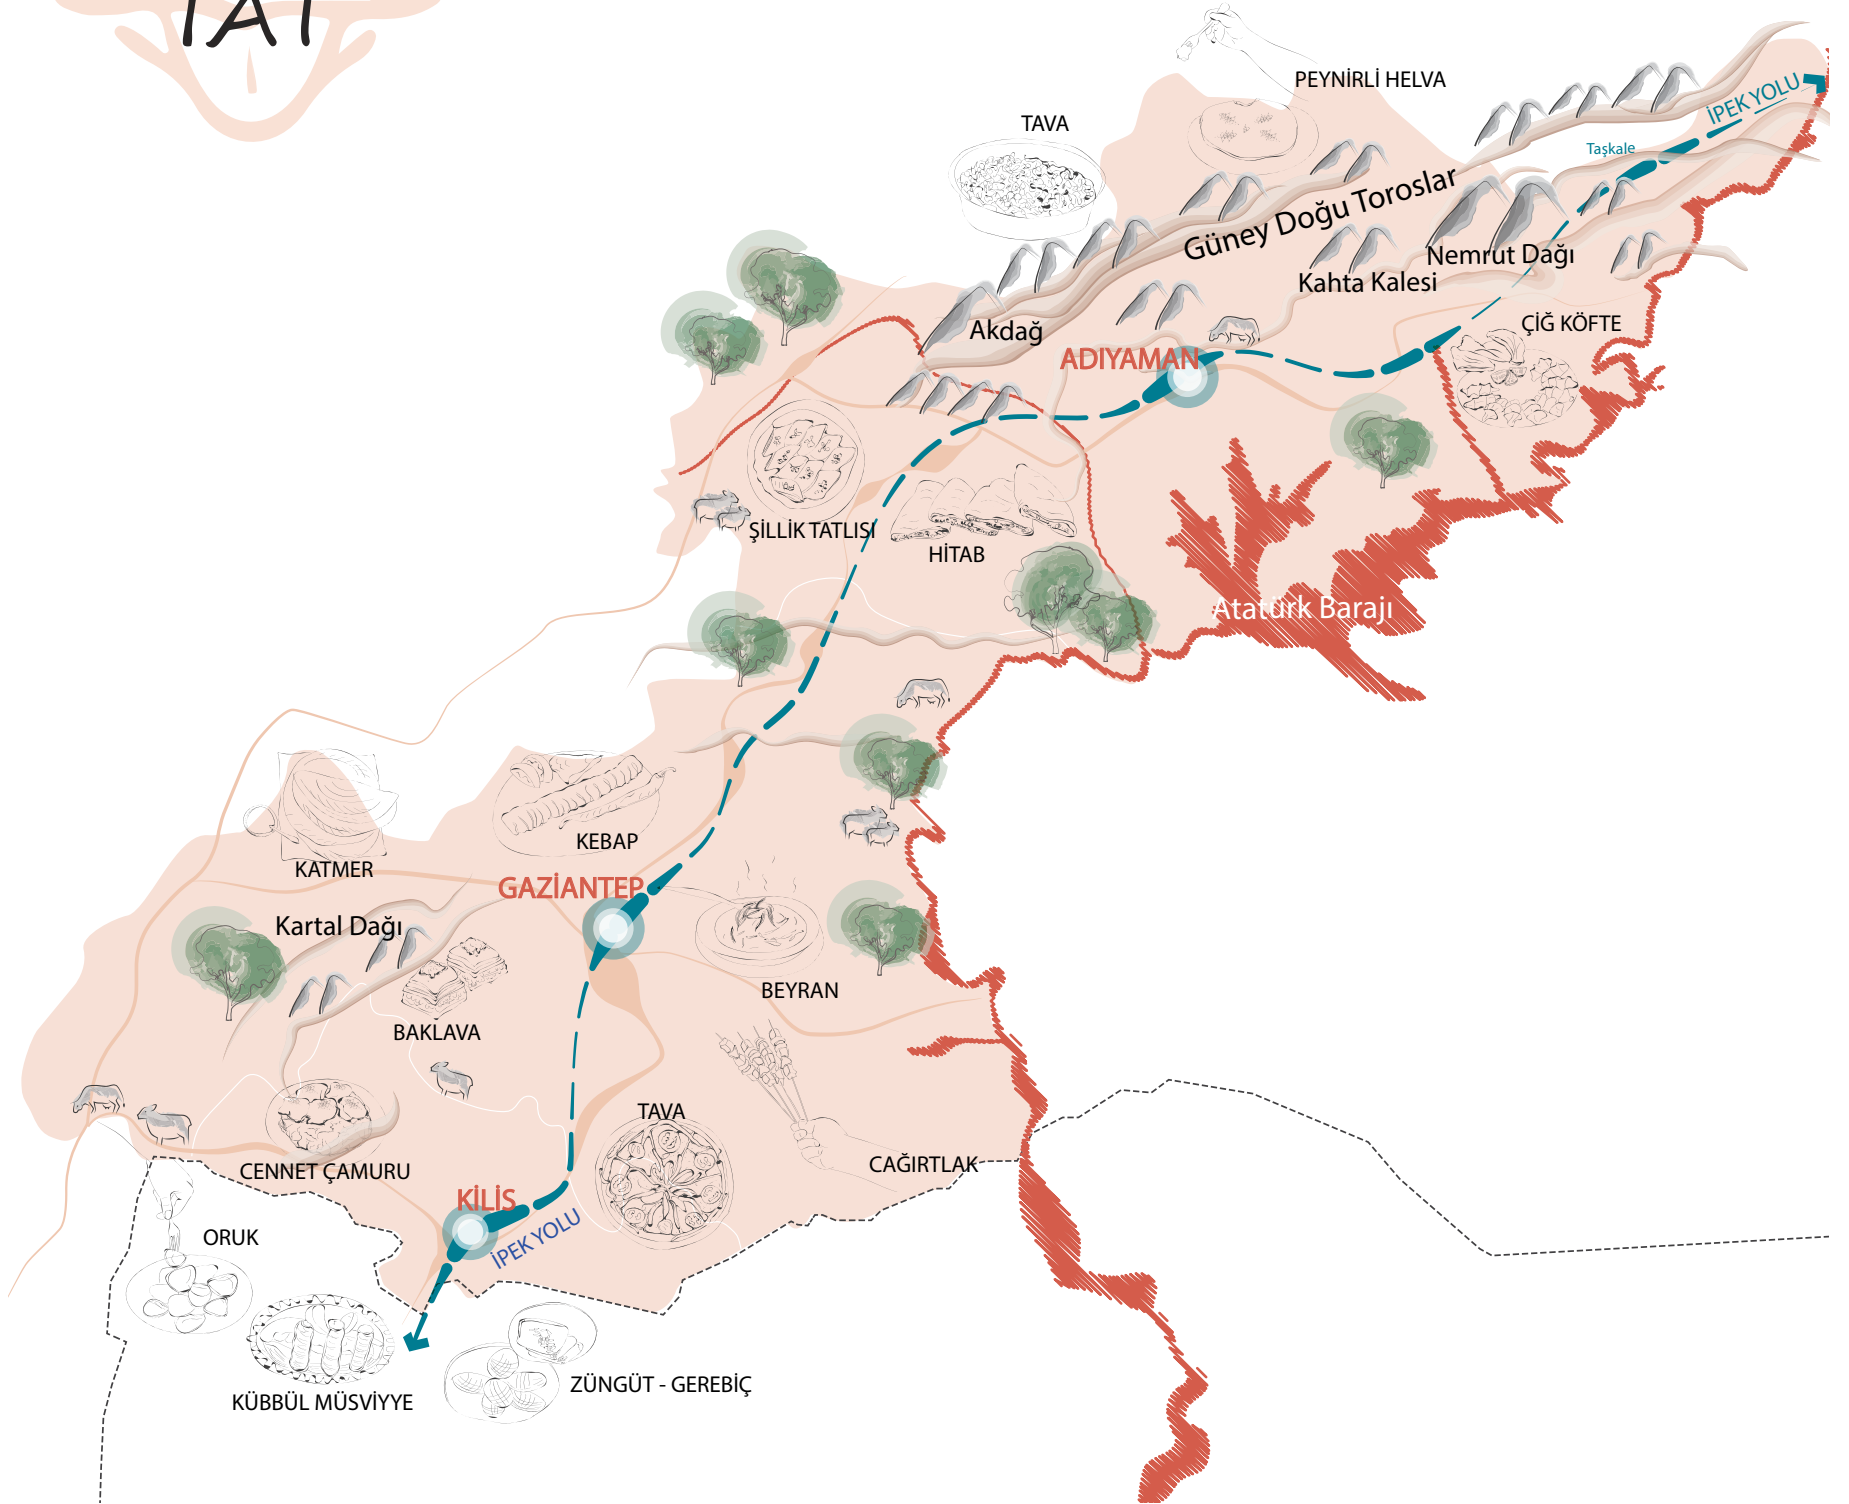 TAT
PEYNİRLİ HELVA
TAVA
İPEK YOLU
Taşkale
Güney Doğu Toroslar
Nemrut Dağı
Kahta Kalesi
Akdağ
ÇİĞ KÖFTE
ADIYAMAN
ŞİLLİK TATLISI
HİTAB
Atatürk Barajı
KEBAP
KATMER
GAZİANTEP
Kartal Dağı
BEYRAN
BAKLAVA
TAVA
CENNET ÇAMURU
CAĞIRTLAK
KİLİS
İPEK YOLU
ORUK
KÜBBÜL MÜSVİYYE
ZÜNGÜT - GEREBİÇ